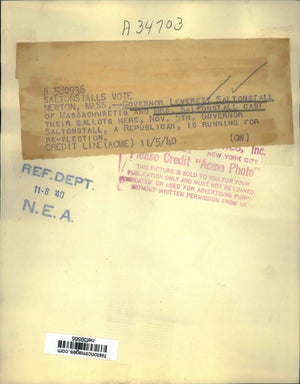 A 34703
B 530936
SALTONSTALLS VOTE
NEWTON, MASS.--GOVERNOR LEVERETT SALTONSTALL
OF MASSACHUSETTS AND MRS. SALTONSTALL CAST
THEIR BALLOTS HERE, NOV. 5TH. GOVERNOR
SALTONSTALL, A REPUBLICAN, IS RUNNING FOR
RE-ELECTION.
CREDIT LINE (ACME) 11/5/40 (GN)
Inc.
NEW YORK CITY
Please Credit "Acme Photo"
THIS PICTURE IS SOLD TO YOU FOR YOUR
PUBLICATION ONLY AND MUST NOT BE LOANED,
SYNDICATED OR USED FOR ADVERTISING PURPOSES
WITHOUT WRITTEN PERMISSION FROM US
REF. DEPT.
11-8 '40
N. E. A.
historicimages.com